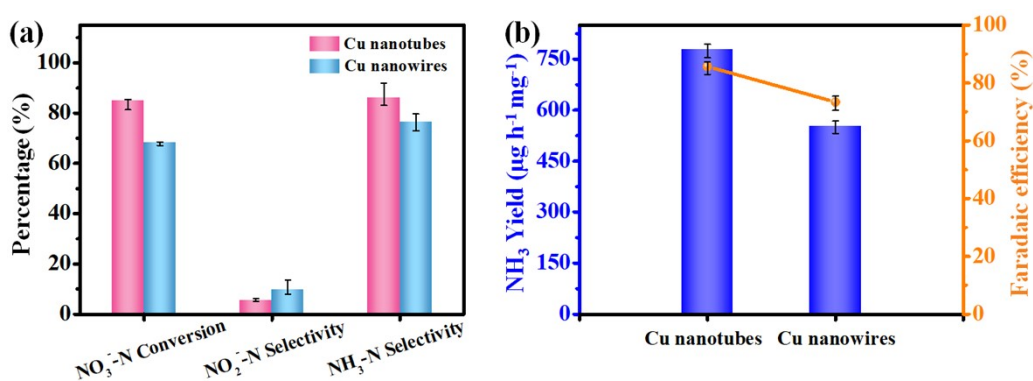 (a)
Cu nanotubes
Cu nanowires
Percentage (%)
100
80
60
40
20
0
NO₃⁻-N Conversion
NO₂⁻-N Selectivity
NH₃-N Selectivity
(b)
NH₃ Yield (μg h⁻¹ mg⁻¹)
750
600
450
300
150
0
Cu nanotubes
Cu nanowires
100
80
60
40
20
0
Faradaic efficiency (%)